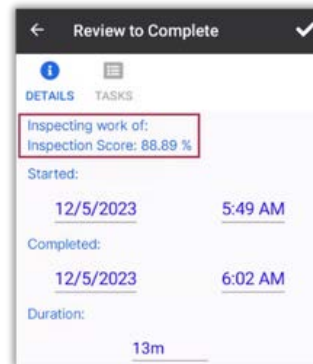 Review to Complete
DETAILS TASKS
Inspecting work of:
Inspection Score: 88.89 %
Started:
12/5/2023 5:49 AM
Completed:
12/5/2023 6:02 AM
Duration:
13m